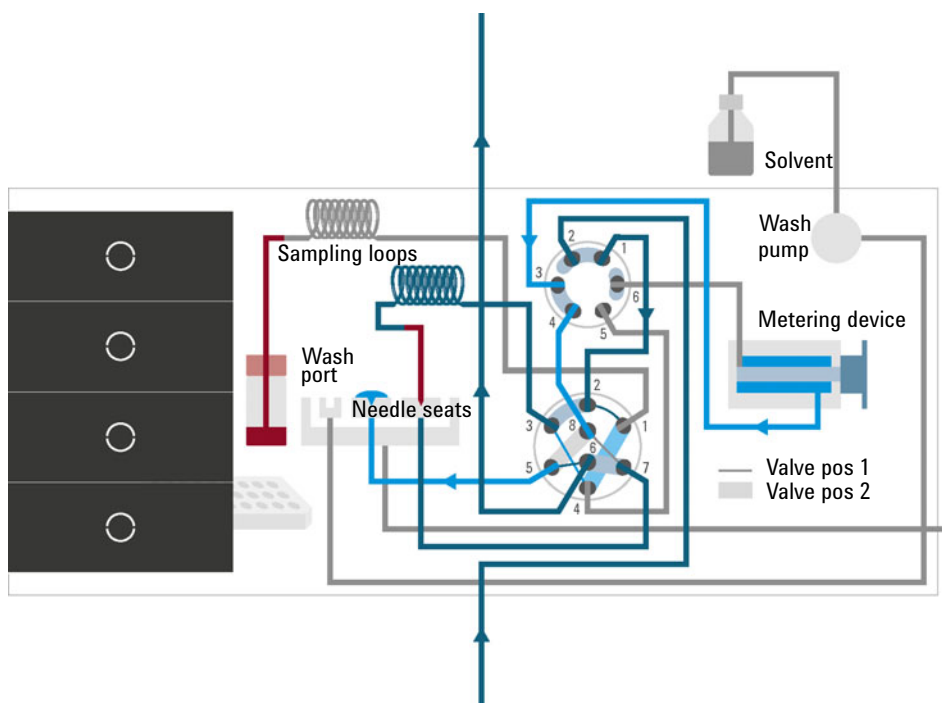 Solvent
Wash
pump
Sampling loops
2
1
3
6
4
5
Metering device
Wash
port
Needle seats
2
3
8
1
6
5
7
4
Valve pos 1
Valve pos 2